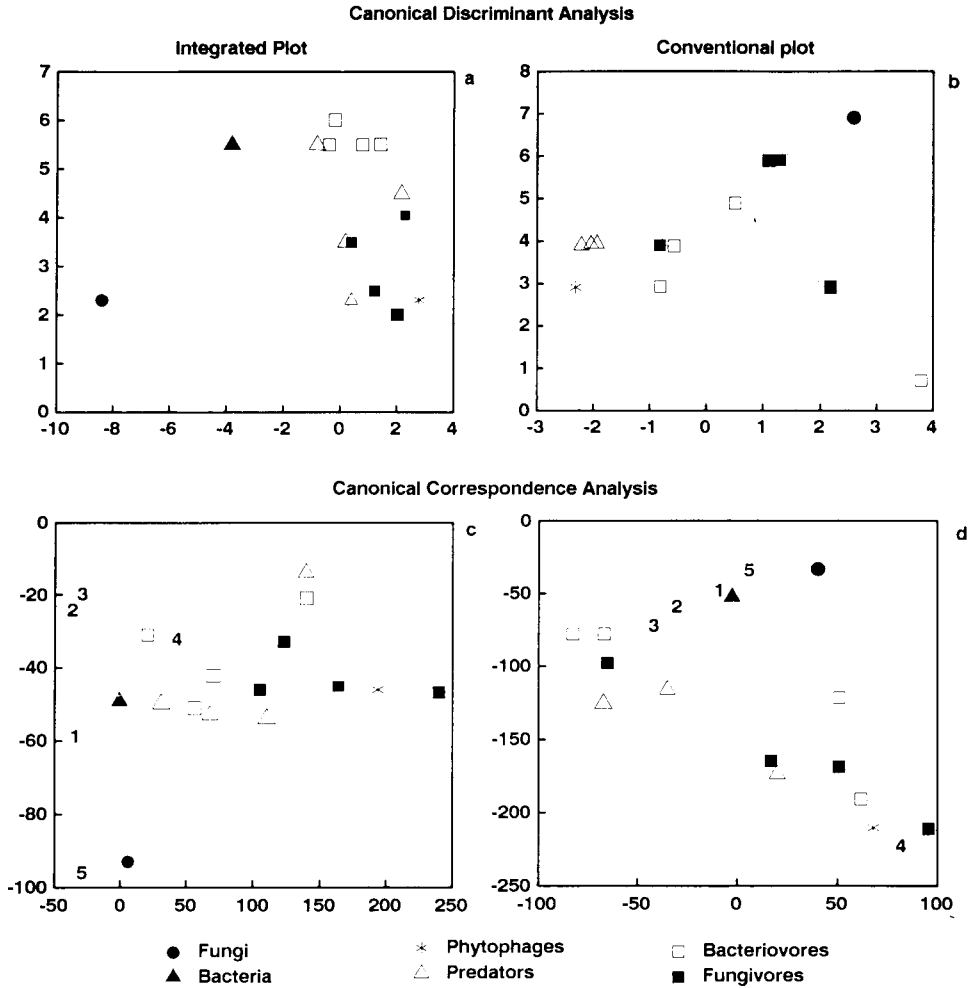 Canonical Discriminant Analysis
Integrated Plot
Conventional plot
a
b
7
6
5
4
3
2
1
0
-10 -8 -6 -4 -2 0 2 4
8
7
6
5
4
3
2
1
0
-3 -2 -1 0 1 2 3 4
Canonical Correspondence Analysis
c
d
0
-20
-40
-60
-80
-100
3
2
4
1
5
-50 0 50 100 150 200 250
0
-50
-100
-150
-200
-250
5
1
2
3
4
-100 -50 0 50 100
Fungi
Bacteria
Phytophages
Predators
Bacteriovores
Fungivores